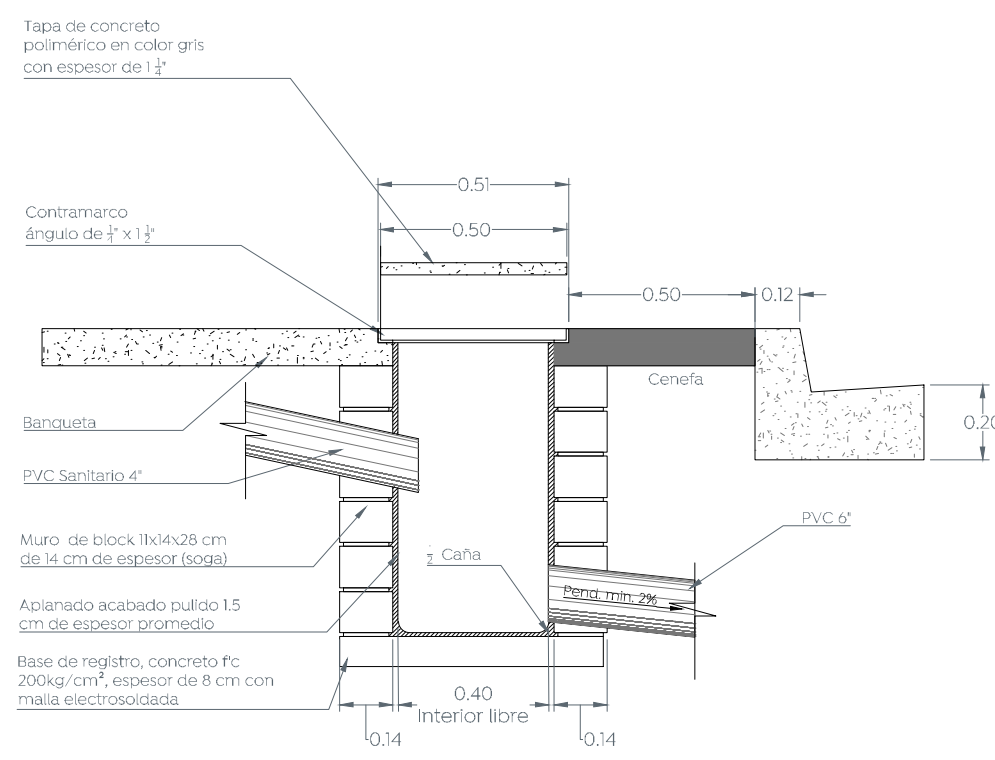 Tapa de concreto
polimérico en color gris
con espesor de 1 1/4"
0.51
Contramarco
ángulo de 1/4" x 1 1/2"
0.50
0.50
0.12
Cenefa
Banqueta
0.20
PVC Sanitario 4"
PVC 6"
Muro de block 11x14x28 cm
de 14 cm de espesor (soga)
1/2 Caña
Pend. min. 2%
Aplanado acabado pulido 1.5
cm de espesor promedio
Base de registro, concreto f'c
200kg/cm², espesor de 8 cm con
malla electrosoldada
0.40
Interior libre
0.14
0.14